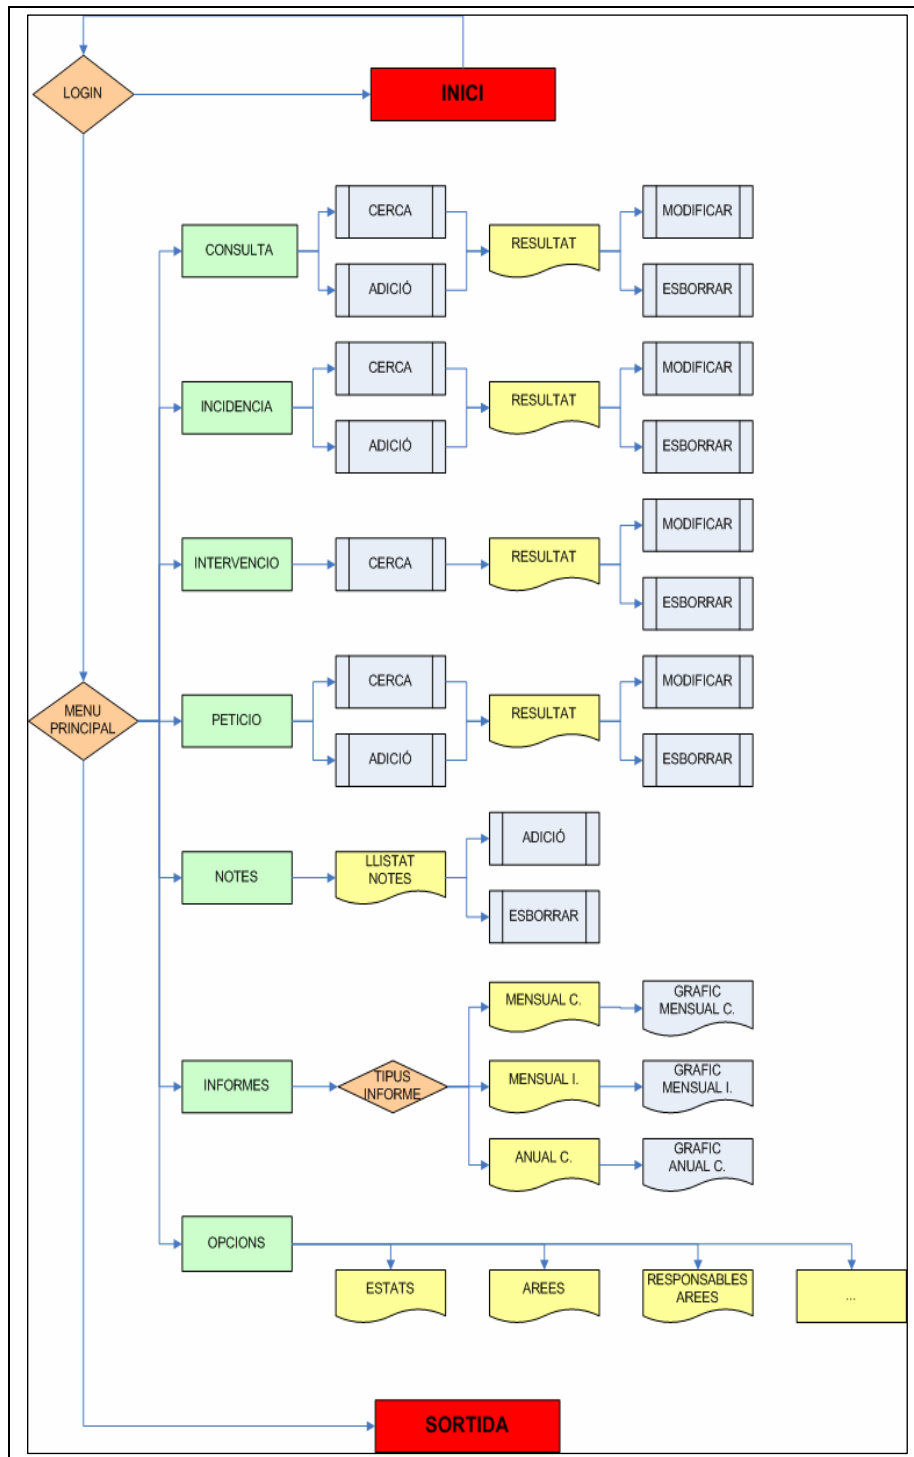 LOGIN
INICI
CONSULTA
CERCA
ADICIÓ
RESULTAT
MODIFICAR
ESBORRAR
INCIDENCIA
CERCA
ADICIÓ
RESULTAT
MODIFICAR
ESBORRAR
INTERVENCIO
CERCA
RESULTAT
MODIFICAR
ESBORRAR
MENU
PRINCIPAL
PETICIO
CERCA
ADICIÓ
RESULTAT
MODIFICAR
ESBORRAR
NOTES
LLISTAT
NOTES
ADICIÓ
ESBORRAR
INFORMES
TIPUS
INFORME
MENSUAL C.
GRAFIC
MENSUAL C.
MENSUAL I.
GRAFIC
MENSUAL I.
ANUAL C.
GRAFIC
ANUAL C.
OPCIONS
ESTATS
AREES
RESPONSABLES
AREES
...
SORTIDA